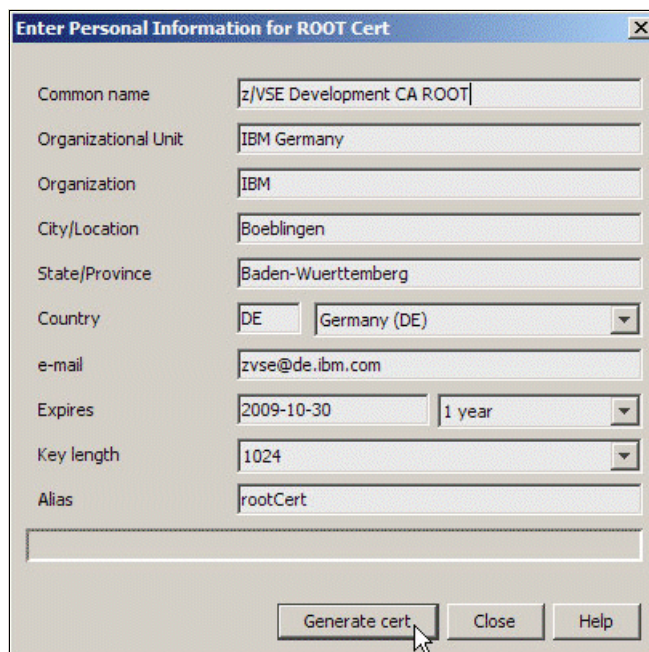 Enter Personal Information for ROOT Cert
Common name z/VSE Development CA ROOT
Organizational Unit IBM Germany
Organization IBM
City/Location Boeblingen
State/Province Baden-Wuerttemberg
Country DE Germany (DE)
e-mail zvse@de.ibm.com
Expires 2009-10-30 1 year
Key length 1024
Alias rootCert
Generate cert Close Help